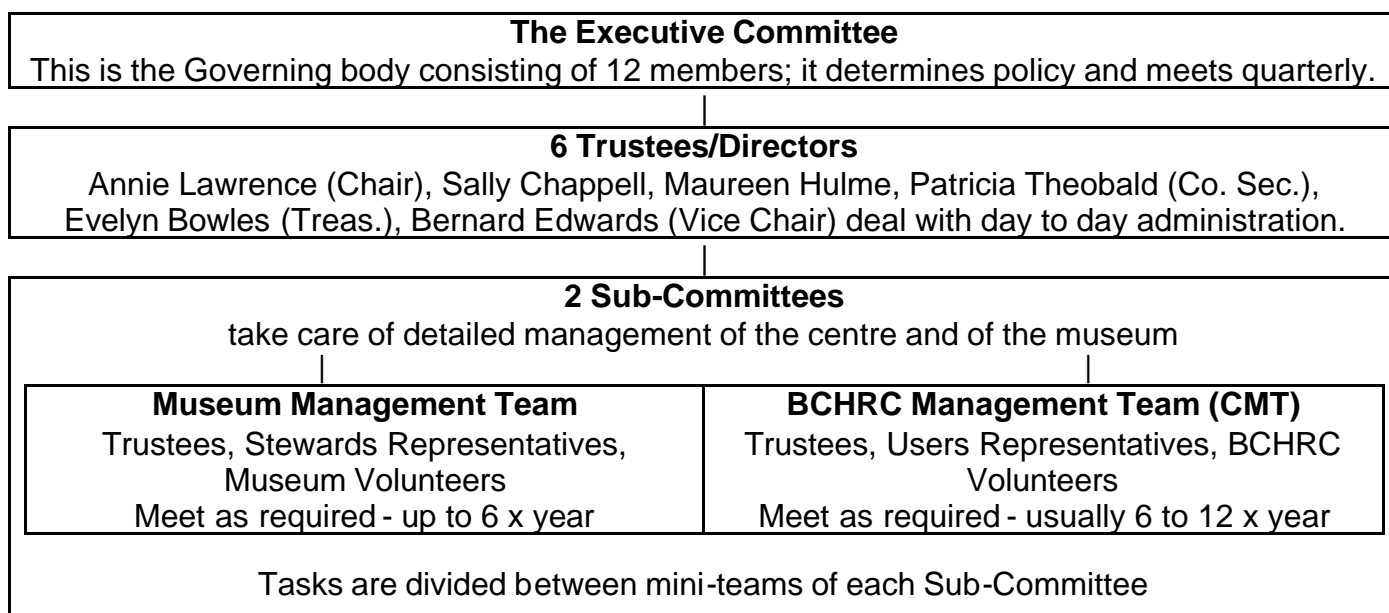 The Executive Committee
This is the Governing body consisting of 12 members; it determines policy and meets quarterly.
6 Trustees/Directors
Annie Lawrence (Chair), Sally Chappell, Maureen Hulme, Patricia Theobald (Co. Sec.),
Evelyn Bowles (Treas.), Bernard Edwards (Vice Chair) deal with day to day administration.
2 Sub-Committees
take care of detailed management of the centre and of the museum
Museum Management Team
Trustees, Stewards Representatives,
Museum Volunteers
Meet as required - up to 6 x year
BCHRC Management Team (CMT)
Trustees, Users Representatives, BCHRC
Volunteers
Meet as required - usually 6 to 12 x year
Tasks are divided between mini-teams of each Sub-Committee